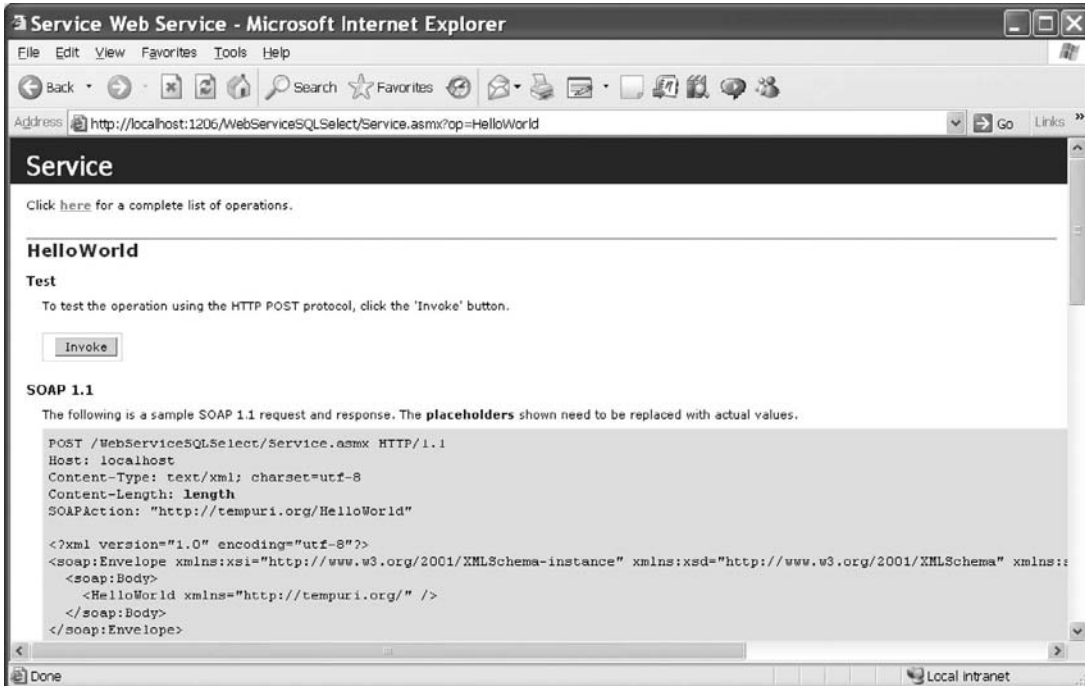 Service Web Service - Microsoft Internet Explorer
File Edit View Favorites Tools Help
Back Search Favorites
Address http://localhost:1206/WebServiceSQLSelect/Service.asmx?op=HelloWorld Go Links »
Service
Click here for a complete list of operations.
HelloWorld
Test
To test the operation using the HTTP POST protocol, click the 'Invoke' button.
Invoke
SOAP 1.1
The following is a sample SOAP 1.1 request and response. The placeholders shown need to be replaced with actual values.
POST /WebServiceSQLSelect/Service.asmx HTTP/1.1
Host: localhost
Content-Type: text/xml; charset=utf-8
Content-Length: length
SOAPAction: "http://tempuri.org/HelloWorld"
<?xml version="1.0" encoding="utf-8"?>
<soap:Envelope xmlns:xsi="http://www.w3.org/2001/XMLSchema-instance" xmlns:xsd="http://www.w3.org/2001/XMLSchema" xmlns:s
<soap:Body>
<HelloWorld xmlns="http://tempuri.org/" />
</soap:Body>
</soap:Envelope>
Done Local intranet